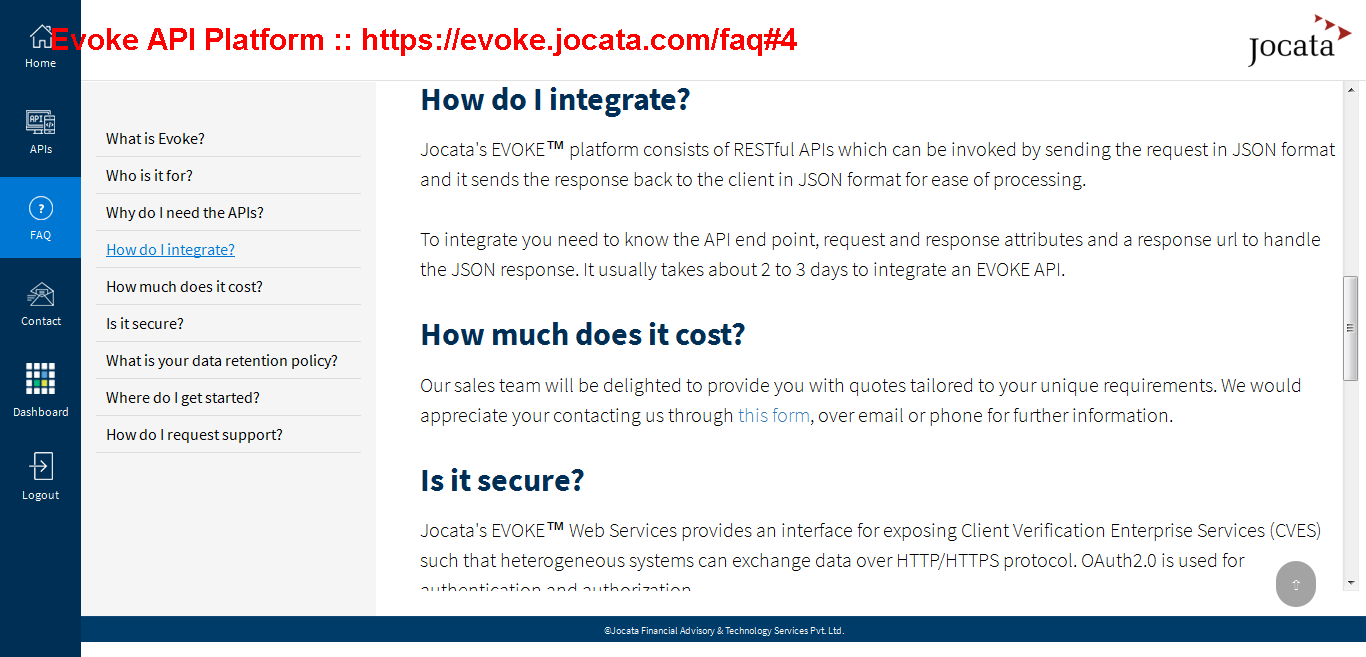 Evoke API Platform :: https://evoke.jocata.com/faq#4
Jocata
Home
APIs
?
FAQ
Contact
Dashboard
Logout
What is Evoke?
Who is it for?
Why do I need the APIs?
How do I integrate?
How much does it cost?
Is it secure?
What is your data retention policy?
Where do I get started?
How do I request support?
How do I integrate?
Jocata's EVOKE™ platform consists of RESTful APIs which can be invoked by sending the request in JSON format
and it sends the response back to the client in JSON format for ease of processing.
To integrate you need to know the API end point, request and response attributes and a response url to handle
the JSON response. It usually takes about 2 to 3 days to integrate an EVOKE API.
How much does it cost?
Our sales team will be delighted to provide you with quotes tailored to your unique requirements. We would
appreciate your contacting us through this form, over email or phone for further information.
Is it secure?
Jocata's EVOKE™ Web Services provides an interface for exposing Client Verification Enterprise Services (CVES)
such that heterogeneous systems can exchange data over HTTP/HTTPS protocol. OAuth2.0 is used for
authentication and authorization
©Jocata Financial Advisory & Technology Services Pvt. Ltd.